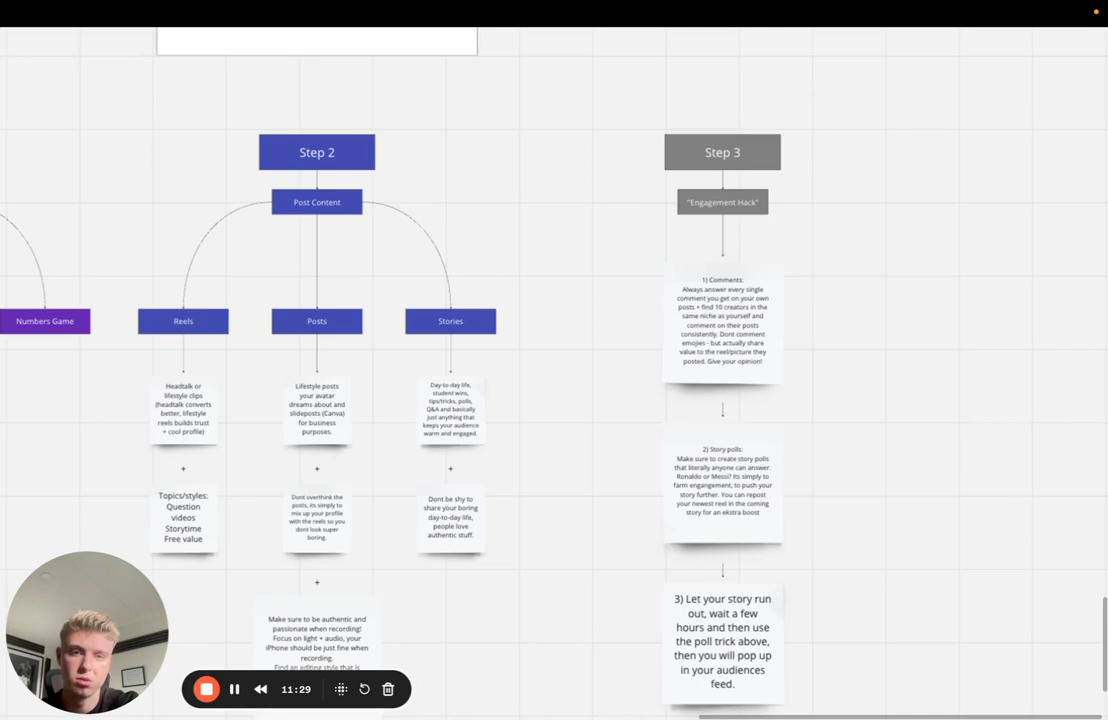 Step 2
Post Content
Numbers Game
Reels
Posts
Stories
Headtalk or
lifestyle clips
(headtalk converts
better, lifestyle
reels builds trust
+ cool profile)
+
Topics/styles:
Question
videos
Storytime
Free value
Lifestyle posts
your avatar
dreams about and
slideposts (Canva)
for business
purposes.
+
Dont overthink the
posts, its simply to
mix up your profile
with the reels so you
dont look super
boring.
+
Make sure to be authentic and
passionate when recording!
Focus on light + audio, your
iPhone should be just fine when
recording.
Find an editing style that is
Day-to-day life,
student wins,
tips/tricks, polls,
Q&A and basically
just anything that
keeps your audience
warm and engaged.
+
Dont be shy to
share your boring
day-to-day life,
people love
authentic stuff.
Step 3
"Engagement Hack"
1) Comments:
Always answer every single
comment you get on your own
posts + find 10 creators in the
same niche as yourself and
comment on their posts
consistently. Dont comment
emojies - but actually share
value to the reel/picture they
posted. Give your opinion!
2) Story polls:
Make sure to create story polls
that literally anyone can answer.
Ronaldo or Messi? Its simply to
farm engangement, to push your
story further. You can repost
your newest reel in the coming
story for an ekstra boost
3) Let your story run
out, wait a few
hours and then use
the poll trick above,
then you will pop up
in your audiences
feed.
11:29